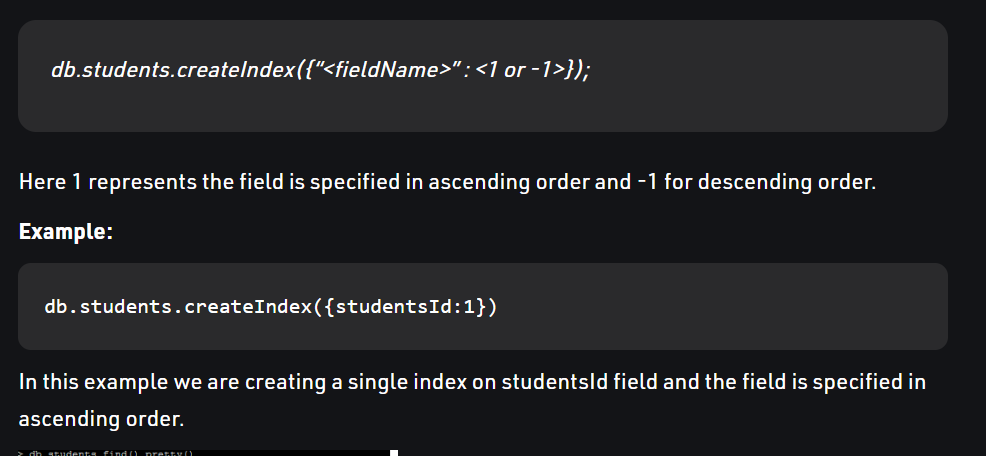 db.students.createIndex({“<fieldName>” : <1 or -1>});
Here 1 represents the field is specified in ascending order and -1 for descending order.
Example:
db.students.createIndex({studentsId:1})
In this example we are creating a single index on studentsId field and the field is specified in
ascending order.
> db.students.find().pretty()